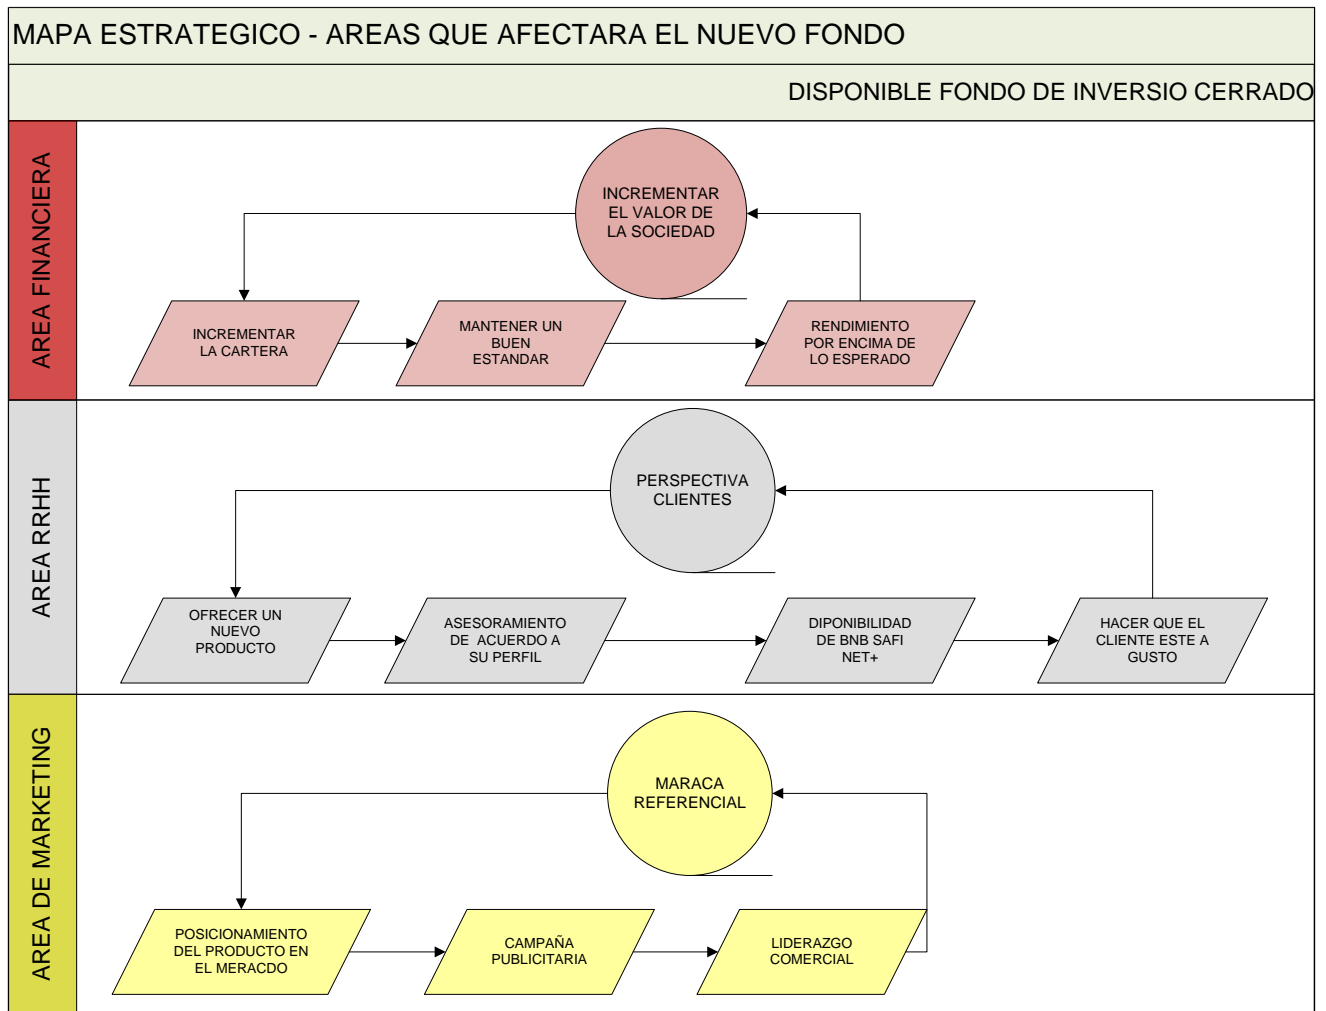 MAPA ESTRATEGICO - AREAS QUE AFECTARA EL NUEVO FONDO
DISPONIBLE FONDO DE INVERSIO CERRADO
AREA FINANCIERA
INCREMENTAR
EL VALOR DE
LA SOCIEDAD
INCREMENTAR
LA CARTERA
MANTENER UN
BUEN
ESTANDAR
RENDIMIENTO
POR ENCIMA DE
LO ESPERADO
AREA RRHH
PERSPECTIVA
CLIENTES
OFRECER UN
NUEVO
PRODUCTO
ASESORAMIENTO
DE ACUERDO A
SU PERFIL
DIPONIBILIDAD
DE BNB SAFI
NET+
HACER QUE EL
CLIENTE ESTE A
GUSTO
AREA DE MARKETING
MARACA
REFERENCIAL
POSICIONAMIENTO
DEL PRODUCTO EN
EL MERACDO
CAMPAÑA
PUBLICITARIA
LIDERAZGO
COMERCIAL